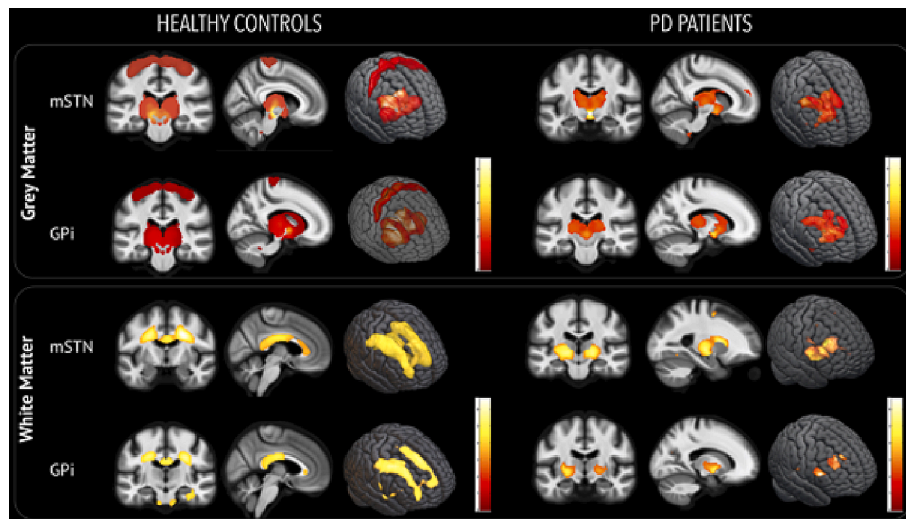 HEALTHY CONTROLS
PD PATIENTS
Grey Matter
mSTN
GPi
White Matter
mSTN
GPi